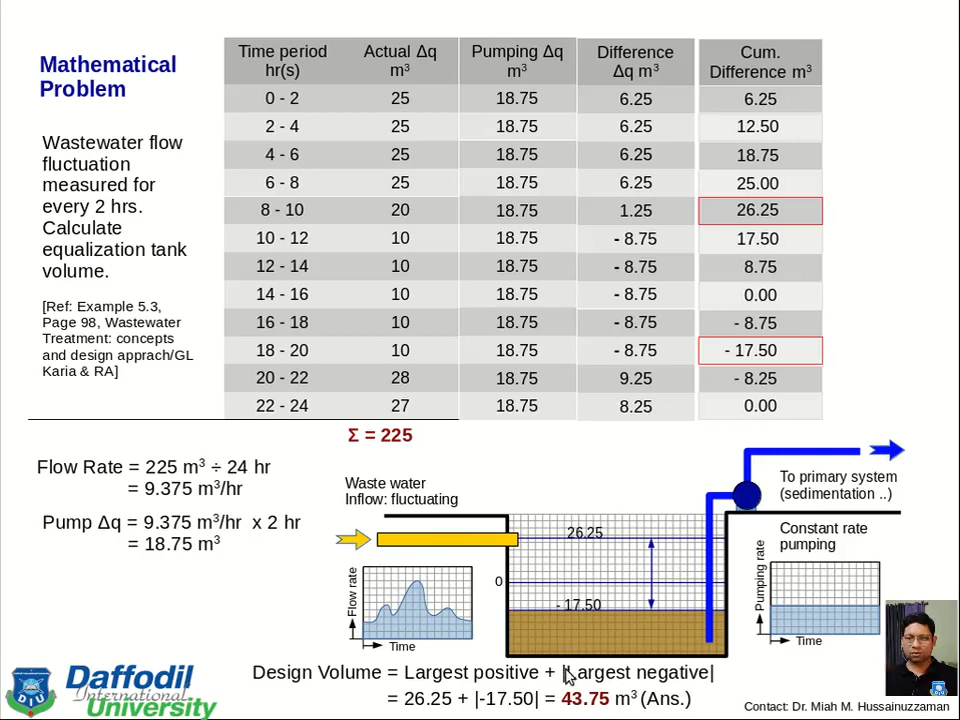 Mathematical
Problem
Wastewater flow
fluctuation
measured for
every 2 hrs.
Calculate
equalization tank
volume.
[Ref: Example 5.3,
Page 98, Wastewater
Treatment: concepts
and design apprach/GL
Karia & RA]
Time period hr(s) Actual Δq m³ Pumping Δq m³ Difference Δq m³ Cum. Difference m³
0 - 2 25 18.75 6.25 6.25
2 - 4 25 18.75 6.25 12.50
4 - 6 25 18.75 6.25 18.75
6 - 8 25 18.75 6.25 25.00
8 - 10 20 18.75 1.25 26.25
10 - 12 10 18.75 - 8.75 17.50
12 - 14 10 18.75 - 8.75 8.75
14 - 16 10 18.75 - 8.75 0.00
16 - 18 10 18.75 - 8.75 - 8.75
18 - 20 10 18.75 - 8.75 - 17.50
20 - 22 28 18.75 9.25 - 8.25
22 - 24 27 18.75 8.25 0.00
Σ = 225
Flow Rate = 225 m³ ÷ 24 hr
= 9.375 m³/hr
Pump Δq = 9.375 m³/hr x 2 hr
= 18.75 m³
Waste water
Inflow: fluctuating
Flow rate
Time
26.25
0
- 17.50
To primary system
(sedimentation ..)
Constant rate
pumping
Pumping rate
Time
Design Volume = Largest positive + |Largest negative|
= 26.25 + |-17.50| = 43.75 m³ (Ans.)
Daffodil
International
University
DIU
Contact: Dr. Miah M. Hussainuzzaman